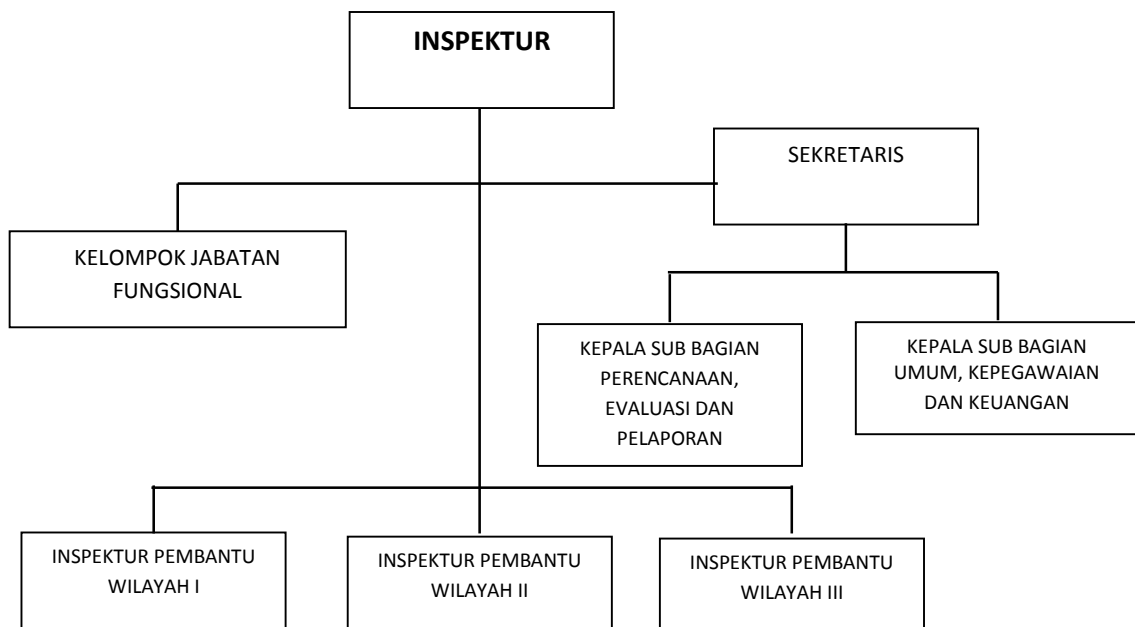 INSPEKTUR
SEKRETARIS
KELOMPOK JABATAN
FUNGSIONAL
KEPALA SUB BAGIAN
PERENCANAAN,
EVALUASI DAN
PELAPORAN
KEPALA SUB BAGIAN
UMUM, KEPEGAWAIAN
DAN KEUANGAN
INSPEKTUR PEMBANTU
WILAYAH I
INSPEKTUR PEMBANTU
WILAYAH II
INSPEKTUR PEMBANTU
WILAYAH III